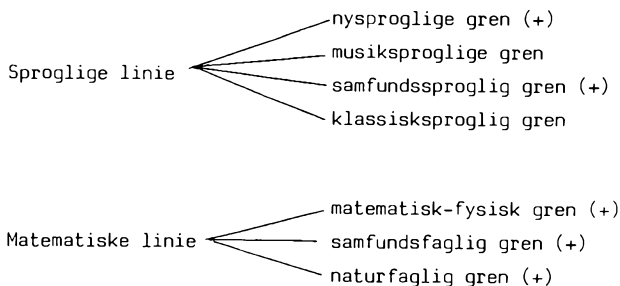 nysproglige gren (+)
musiksproglige gren
Sproglige linie
samfundssproglig gren (+)
klassisksproglig gren
matematisk-fysisk gren (+)
Matematiske linie
samfundsfaglig gren (+)
naturfaglig gren (+)